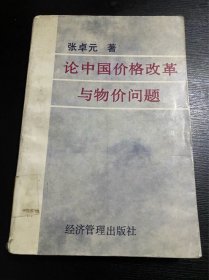 张卓元 著
论中国价格改革
与物价问题
经济管理出版社